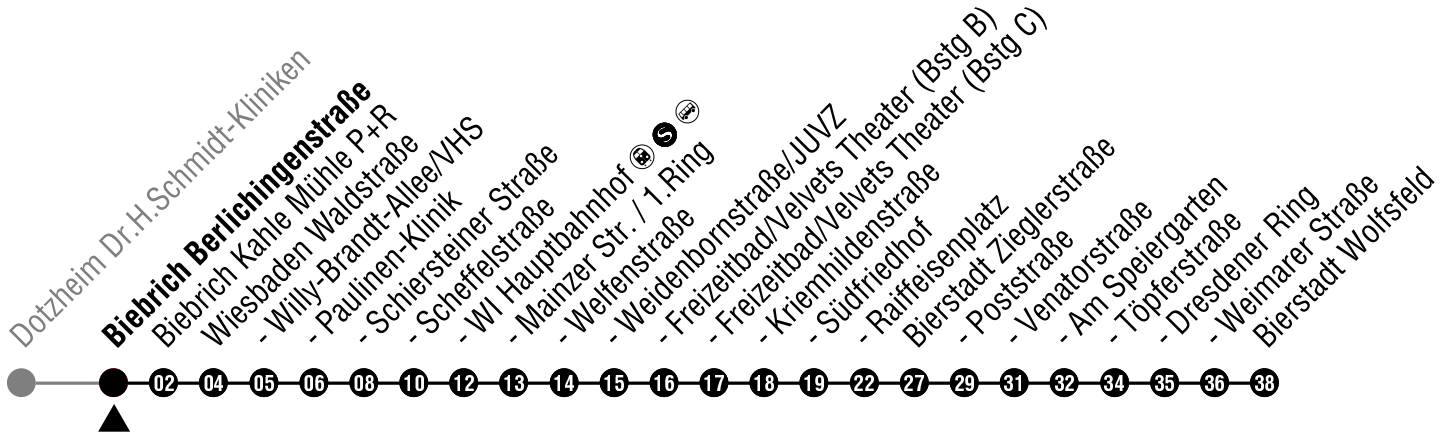 Dotzheim Dr.H.Schmidt-Kliniken
Biebrich Berlichingenstraße
Biebrich Kahle Mühle P+R
Wiesbaden Waldstraße
- Willy-Brandt-Allee/VHS
- Paulinen-Klinik
- Schiersteiner Straße
- Scheffelstraße
- WI Hauptbahnhof S
- Mainzer Str. / 1.Ring
- Welfenstraße
- Weidenbornstraße/JUVZ
- Freizeitbad/Velvets Theater (Bstg B)
- Freizeitbad/Velvets Theater (Bstg C)
- Kriemhildenstraße
- Südfriedhof
- Raiffeisenplatz
Bierstadt Zieglerstraße
- Poststraße
- Venatorstraße
- Am Speiergarten
- Töpferstraße
- Dresdener Ring
- Weimarer Straße
Bierstadt Wolfsfeld
02 04 05 06 08 10 12 13 14 15 16 17 18 19 22 27 29 31 32 34 35 36 38